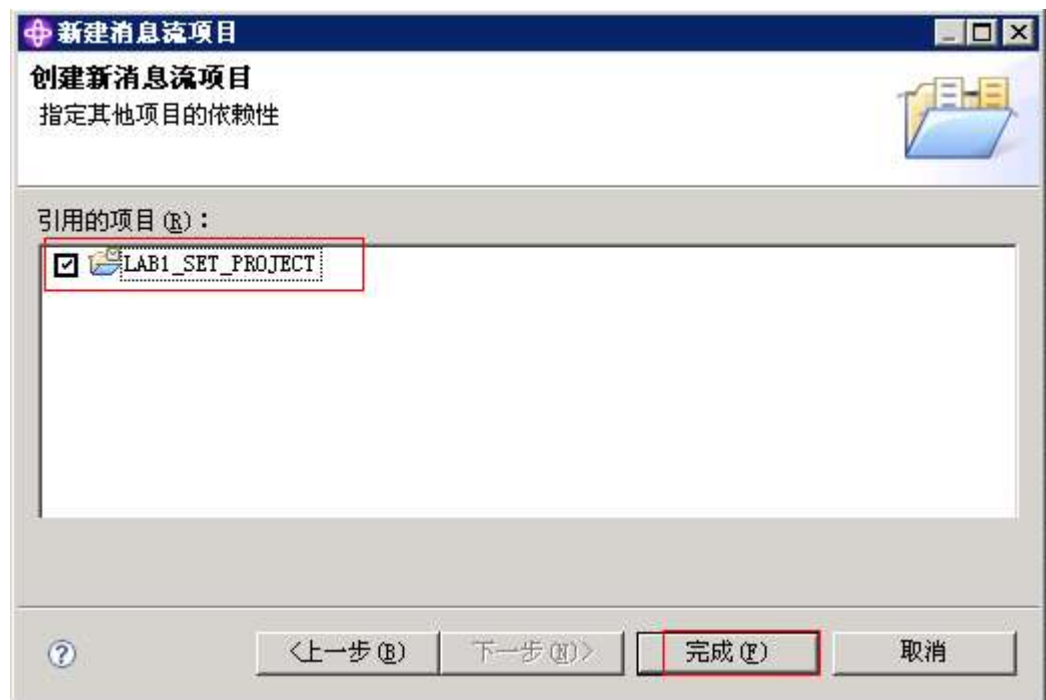 新建消息流项目
创建新消息流项目
指定其他项目的依赖性
引用的项目(R):
LAB1_SET_PROJECT
<上一步(B) 下一步(N)> 完成(F) 取消